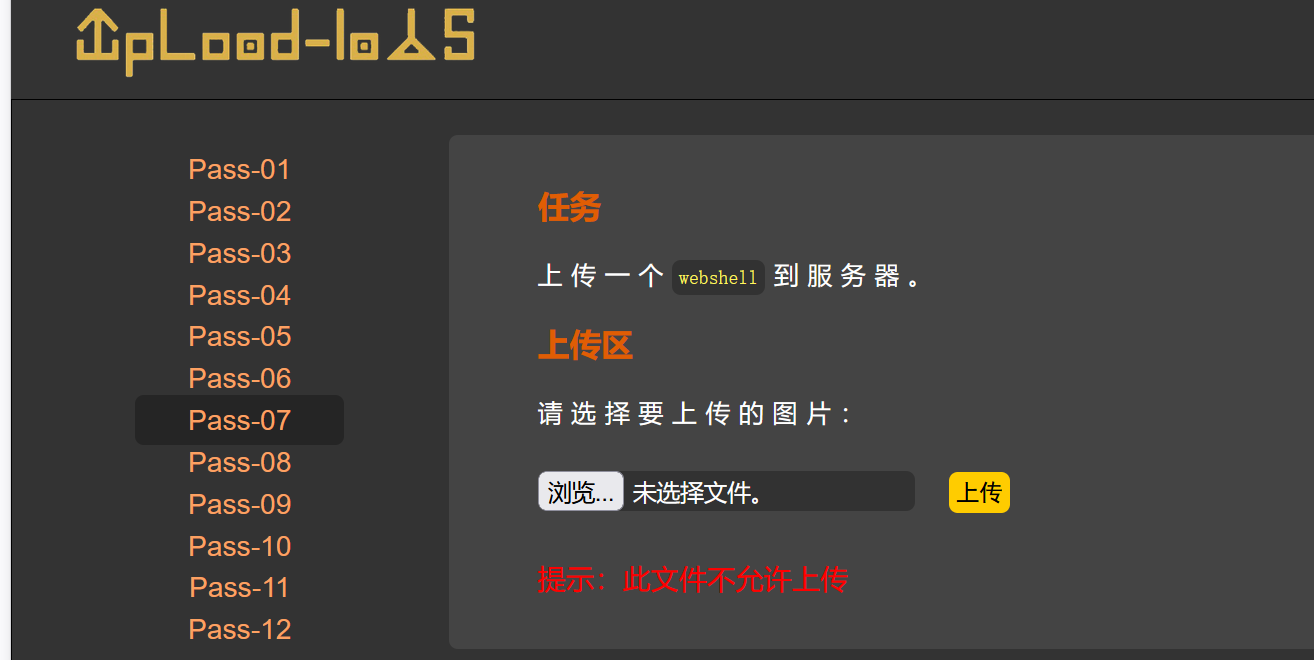 upLoad-labs
Pass-01
Pass-02
Pass-03
Pass-04
Pass-05
Pass-06
Pass-07
Pass-08
Pass-09
Pass-10
Pass-11
Pass-12
任务
上传一个 webshell 到服务器。
上传区
请选择要上传的图片：
浏览... 未选择文件。 上传
提示：此文件不允许上传